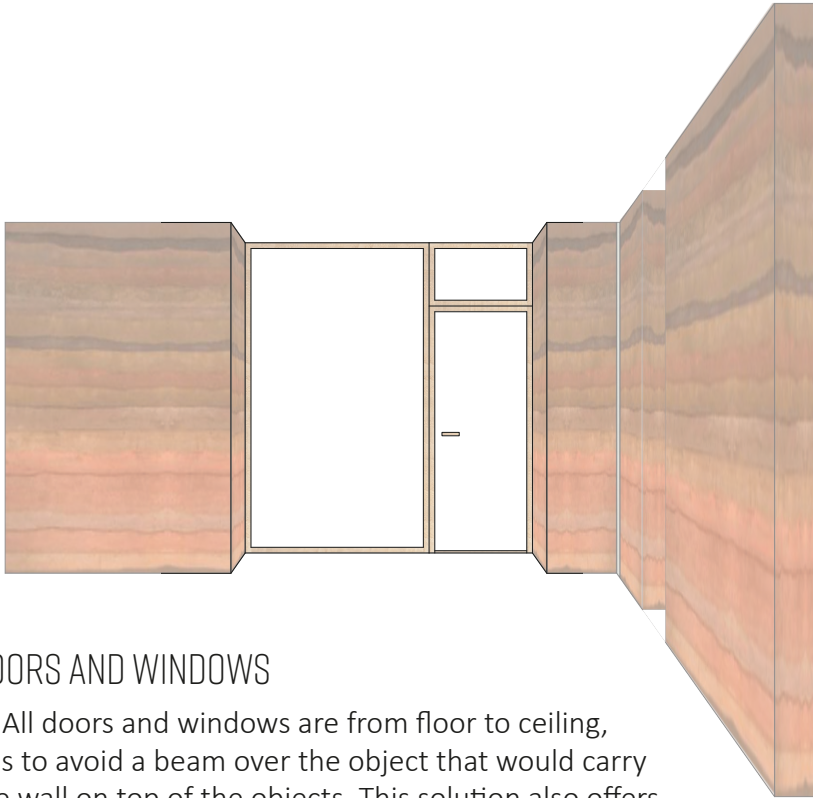 OORS AND WINDOWS
All doors and windows are from floor to ceiling,
s to avoid a beam over the object that would carry
wall on top of the objects. This solution also offers